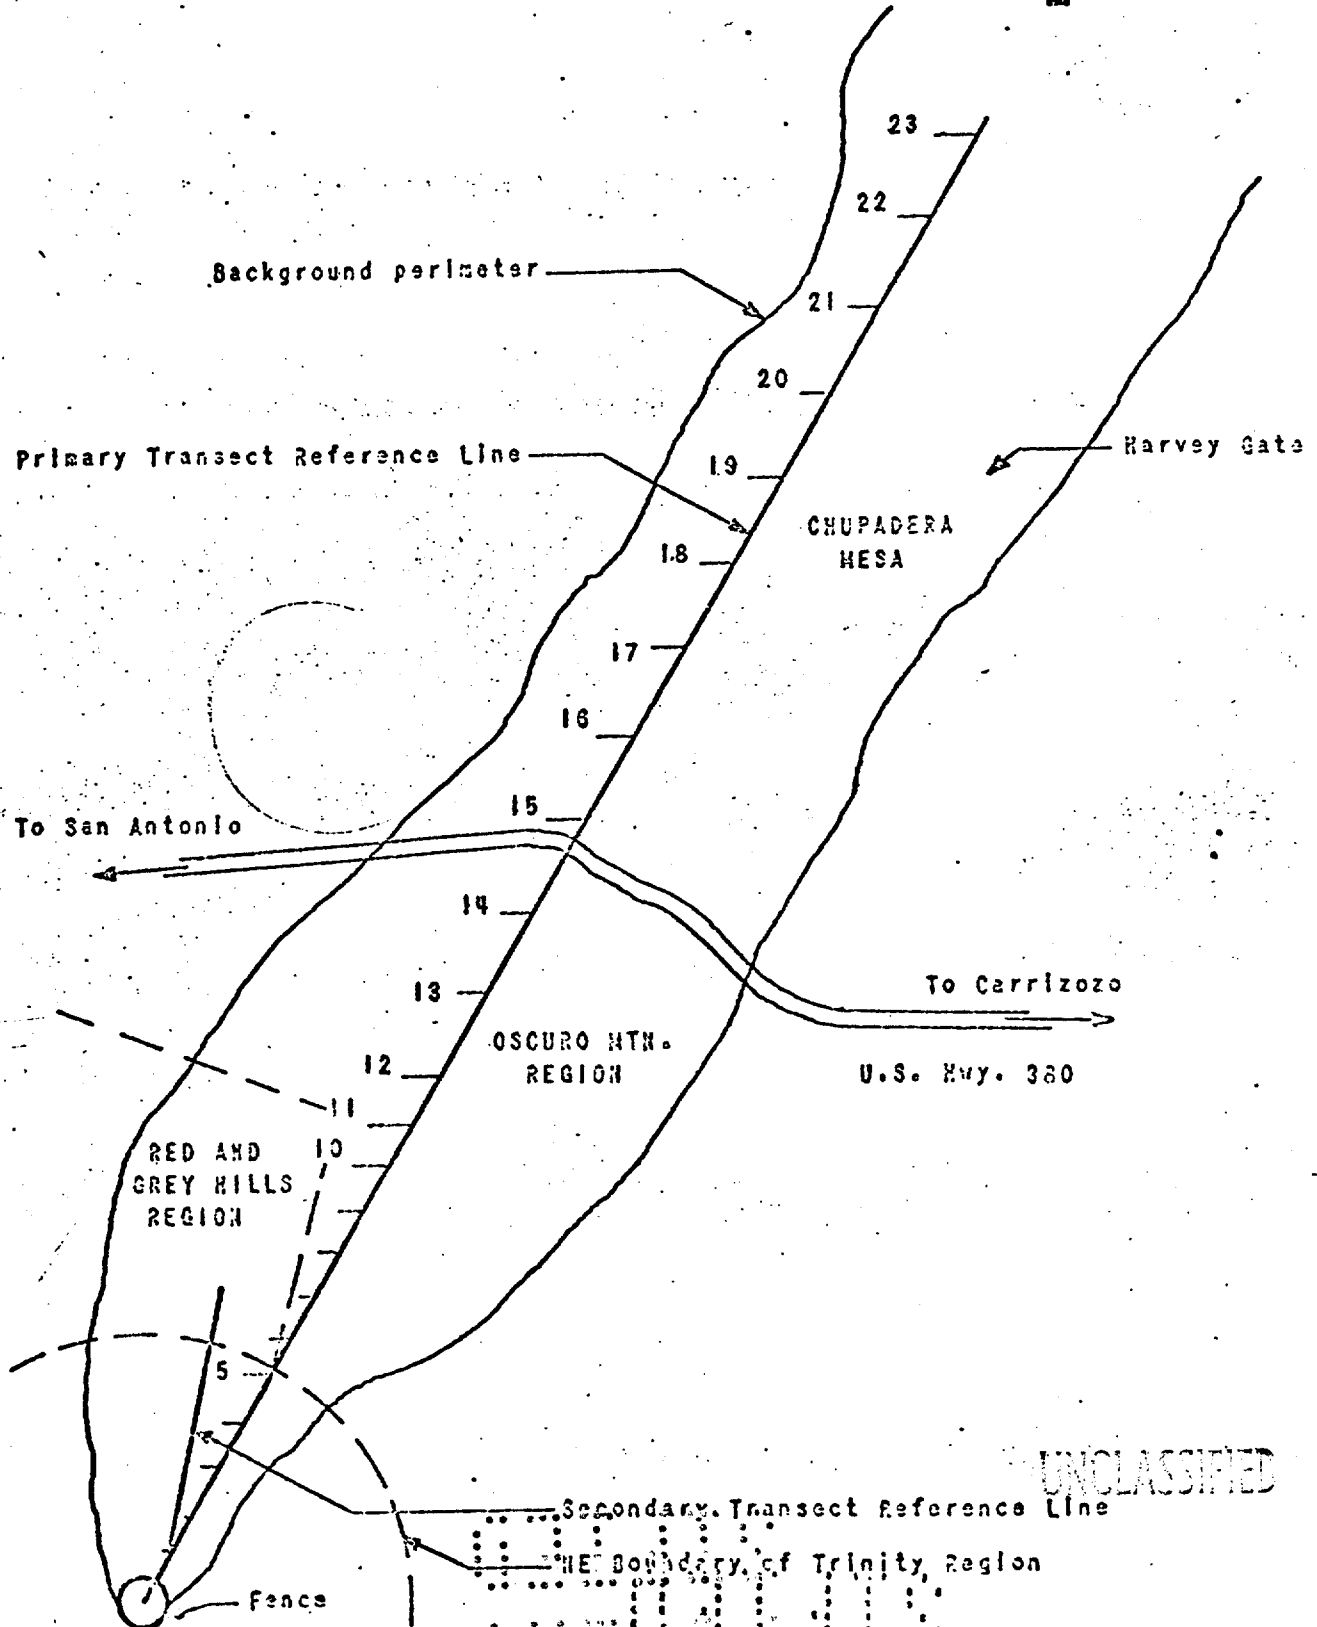 23
22
Background perimeter
21
20
Primary Transect Reference Line
19
Harvey Gate
CHUPADERA
MESA
18
17
16
15
To San Antonio
14
13
To Carrizozo
OSCURO MTN.
REGION
12
U.S. Hwy. 380
11
10
RED AND
GREY HILLS
REGION
5
UNCLASSIFIED
Secondary Transect Reference Line
NE Boundary of Trinity Region
Fence